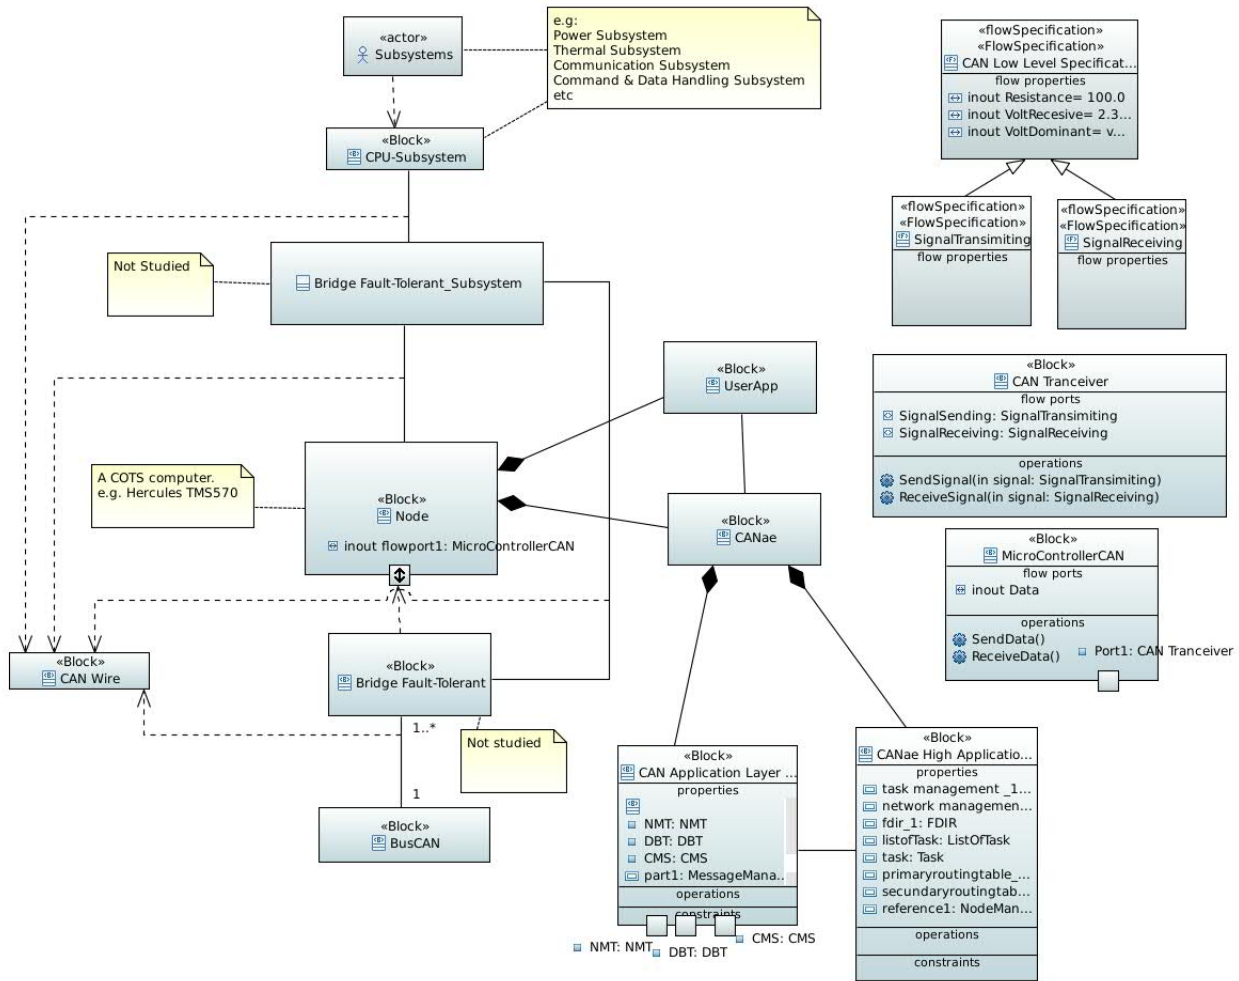 «actor»
Subsystems
e.g:
Power Subsystem
Thermal Subsystem
Communication Subsystem
Command & Data Handling Subsystem
etc
«Block»
CPU-Subsystem
Not Studied
Bridge Fault-Tolerant_Subsystem
A COTS computer.
e.g. Hercules TMS570
«Block»
Node
inout flowport1: MicroControllerCAN
«Block»
UserApp
«Block»
CANae
«Block»
CAN Wire
«Block»
Bridge Fault-Tolerant
1..*
Not studied
1
«Block»
BusCAN
«Block»
CAN Application Layer ...
properties
NMT: NMT
DBT: DBT
CMS: CMS
part1: MessageMana...
operations
constraints
NMT: NMT
DBT: DBT
CMS: CMS
«Block»
CANae High Applicatio...
properties
task management _1...
network managemen...
fdir_1: FDIR
listofTask: ListOfTask
task: Task
primaryroutingtable_...
secundaryroutingtab...
reference1: NodeMan...
operations
constraints
«flowSpecification»
«FlowSpecification»
CAN Low Level Specificat...
flow properties
inout Resistance= 100.0
inout VoltRecesive= 2.3...
inout VoltDominant= v...
«flowSpecification»
«FlowSpecification»
SignalTransimiting
flow properties
«flowSpecification»
«FlowSpecification»
SignalReceiving
flow properties
«Block»
CAN Tranceiver
flow ports
SignalSending: SignalTransimiting
SignalReceiving: SignalReceiving
operations
SendSignal(in signal: SignalTransimiting)
ReceiveSignal(in signal: SignalReceiving)
«Block»
MicroControllerCAN
flow ports
inout Data
operations
SendData()
ReceiveData()
Port1: CAN Tranceiver